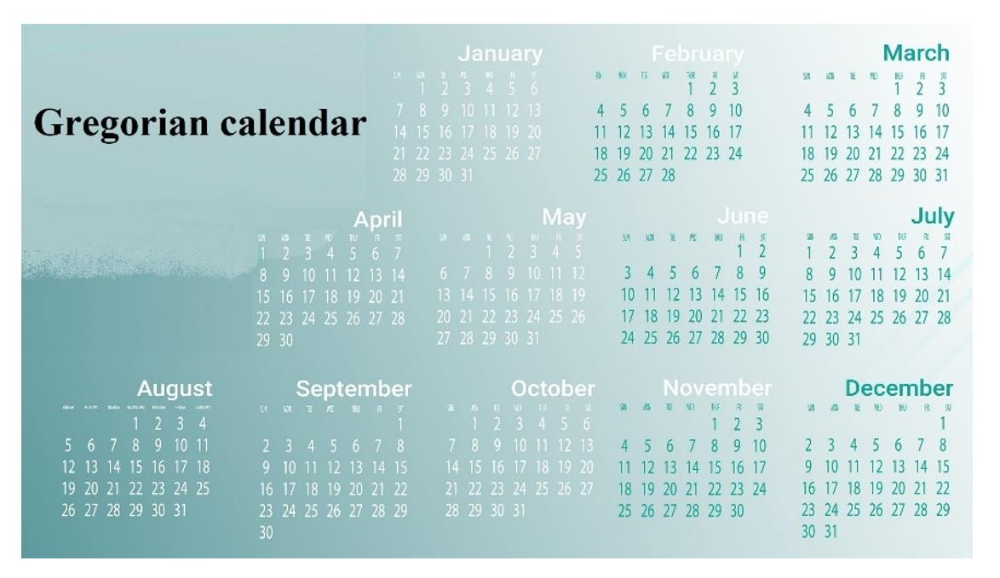 Gregorian calendar
January
1 2 3 4 5 6
7 8 9 10 11 12 13
14 15 16 17 18 19 20
21 22 23 24 25 26 27
28 29 30 31
February
1 2 3
4 5 6 7 8 9 10
11 12 13 14 15 16 17
18 19 20 21 22 23 24
25 26 27 28
March
1 2 3
4 5 6 7 8 9 10
11 12 13 14 15 16 17
18 19 20 21 22 23 24
25 26 27 28 29 30 31
April
1 2 3 4 5 6 7
8 9 10 11 12 13 14
15 16 17 18 19 20 21
22 23 24 25 26 27 28
29 30
May
1 2 3 4 5
6 7 8 9 10 11 12
13 14 15 16 17 18 19
20 21 22 23 24 25 26
27 28 29 30 31
June
1 2
3 4 5 6 7 8 9
10 11 12 13 14 15 16
17 18 19 20 21 22 23
24 25 26 27 28 29 30
July
1 2 3 4 5 6 7
8 9 10 11 12 13 14
15 16 17 18 19 20 21
22 23 24 25 26 27 28
29 30 31
August
1 2 3 4
5 6 7 8 9 10 11
12 13 14 15 16 17 18
19 20 21 22 23 24 25
26 27 28 29 30 31
September
1
2 3 4 5 6 7 8
9 10 11 12 13 14 15
16 17 18 19 20 21 22
23 24 25 26 27 28 29
30
October
1 2 3 4 5 6
7 8 9 10 11 12 13
14 15 16 17 18 19 20
21 22 23 24 25 26 27
28 29 30 31
November
1 2 3
4 5 6 7 8 9 10
11 12 13 14 15 16 17
18 19 20 21 22 23 24
25 26 27 28 29 30
December
1
2 3 4 5 6 7 8
9 10 11 12 13 14 15
16 17 18 19 20 21 22
23 24 25 26 27 28 29
30 31